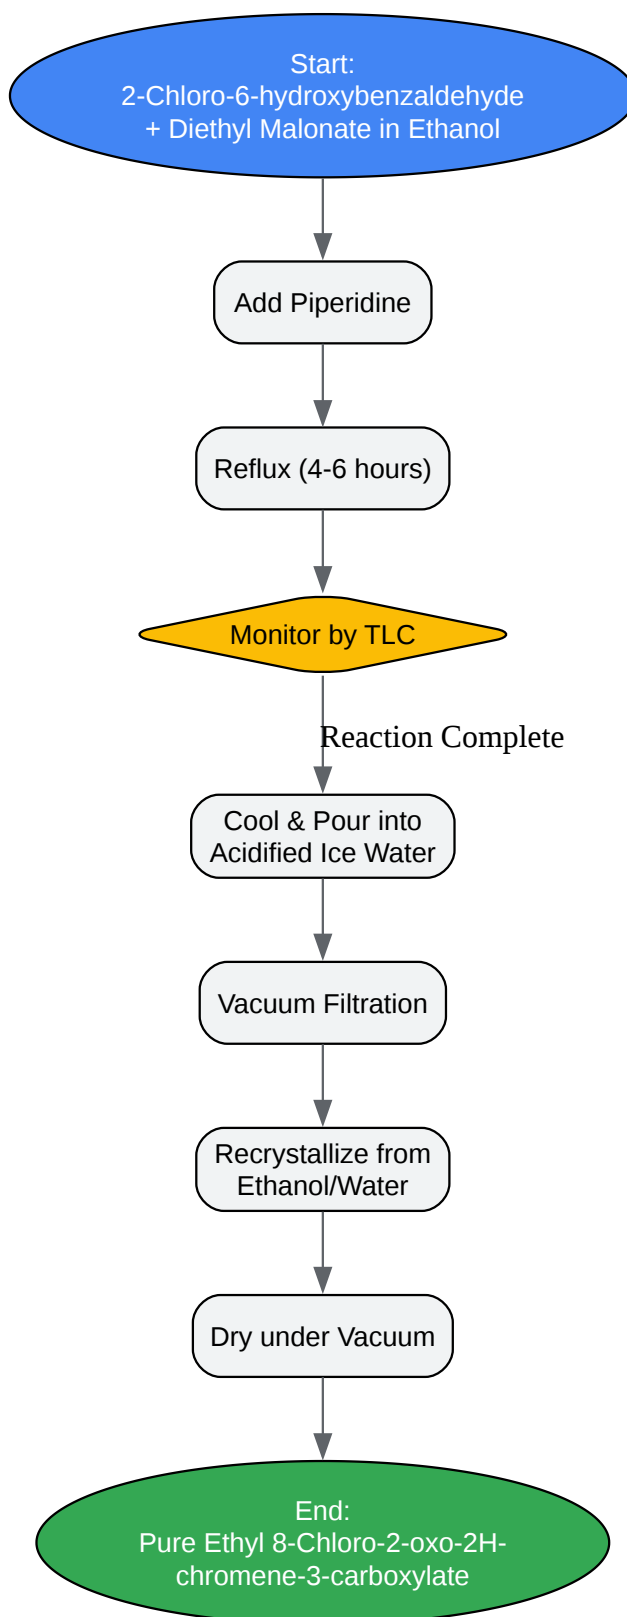 Start:
2-Chloro-6-hydroxybenzaldehyde
+ Diethyl Malonate in Ethanol
Add Piperidine
Reflux (4-6 hours)
Monitor by TLC
Reaction Complete
Cool & Pour into
Acidified Ice Water
Vacuum Filtration
Recrystallize from
Ethanol/Water
Dry under Vacuum
End:
Pure Ethyl 8-Chloro-2-oxo-2H-
chromene-3-carboxylate